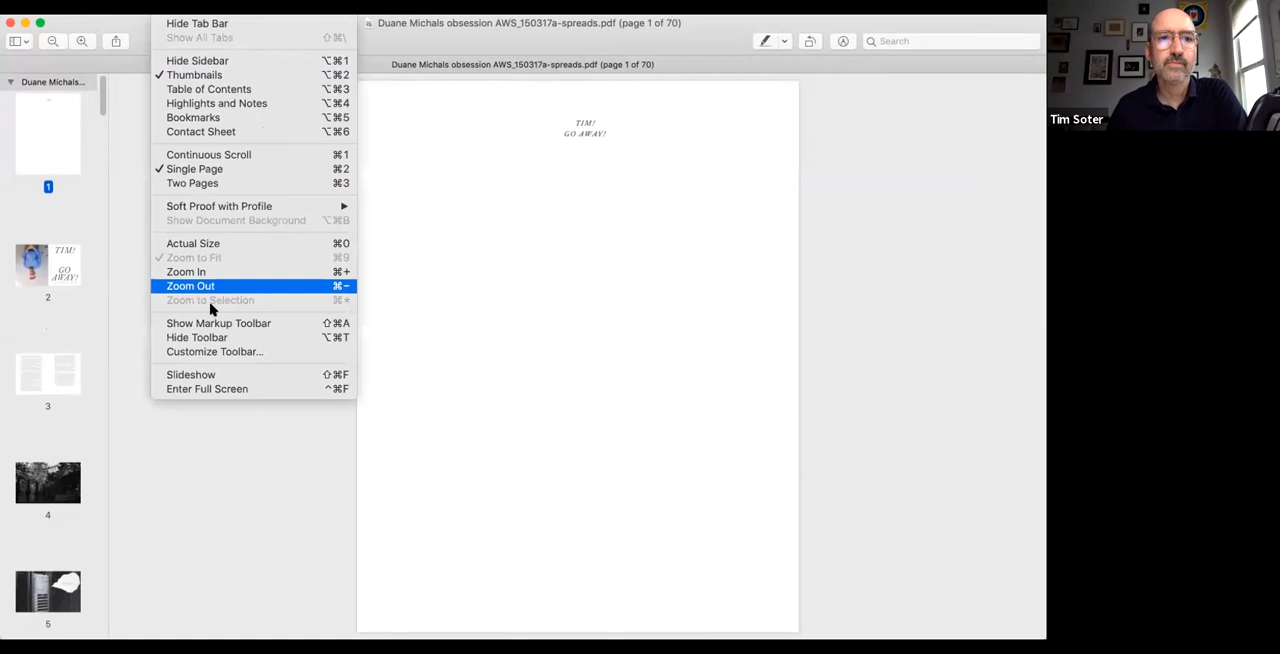 Duane Michals obsession AWS_150317a-spreads.pdf (page 1 of 70)
Search
Duane Michals obsession AWS_150317a-spreads.pdf (page 1 of 70)
Duane Michals...
1
TIM!
GO
AWAY!
2
3
4
5
Hide Tab Bar
Show All Tabs ⇧⌘\
Hide Sidebar ⌥⌘1
✓ Thumbnails ⌥⌘2
Table of Contents ⌥⌘3
Highlights and Notes ⌥⌘4
Bookmarks ⌥⌘5
Contact Sheet ⌥⌘6
Continuous Scroll ⌘1
✓ Single Page ⌘2
Two Pages ⌘3
Soft Proof with Profile ▶
Show Document Background ⌥⌘B
Actual Size ⌘0
✓ Zoom to Fit ⌘9
Zoom In ⌘+
Zoom Out ⌘−
Zoom to Selection ⌘*
Show Markup Toolbar ⇧⌘A
Hide Toolbar ⌥⌘T
Customize Toolbar...
Slideshow ⇧⌘F
Enter Full Screen ^⌘F
TIM!
GO AWAY!
Tim Soter